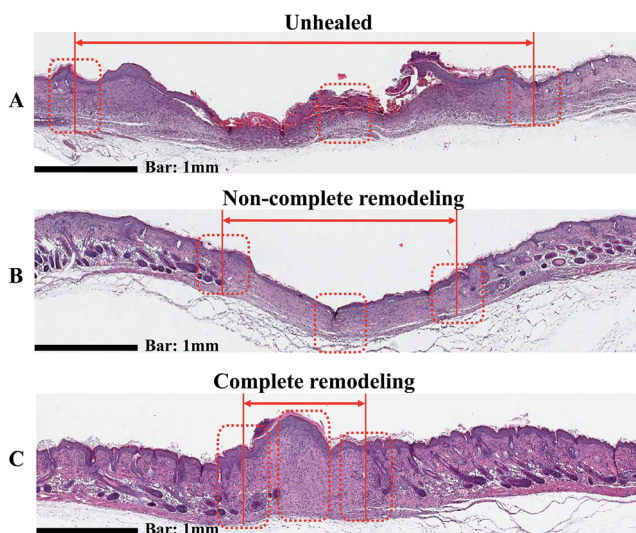 Unhealed
A
Bar: 1mm
Non-complete remodeling
B
Bar: 1mm
Complete remodeling
C
Bar: 1mm